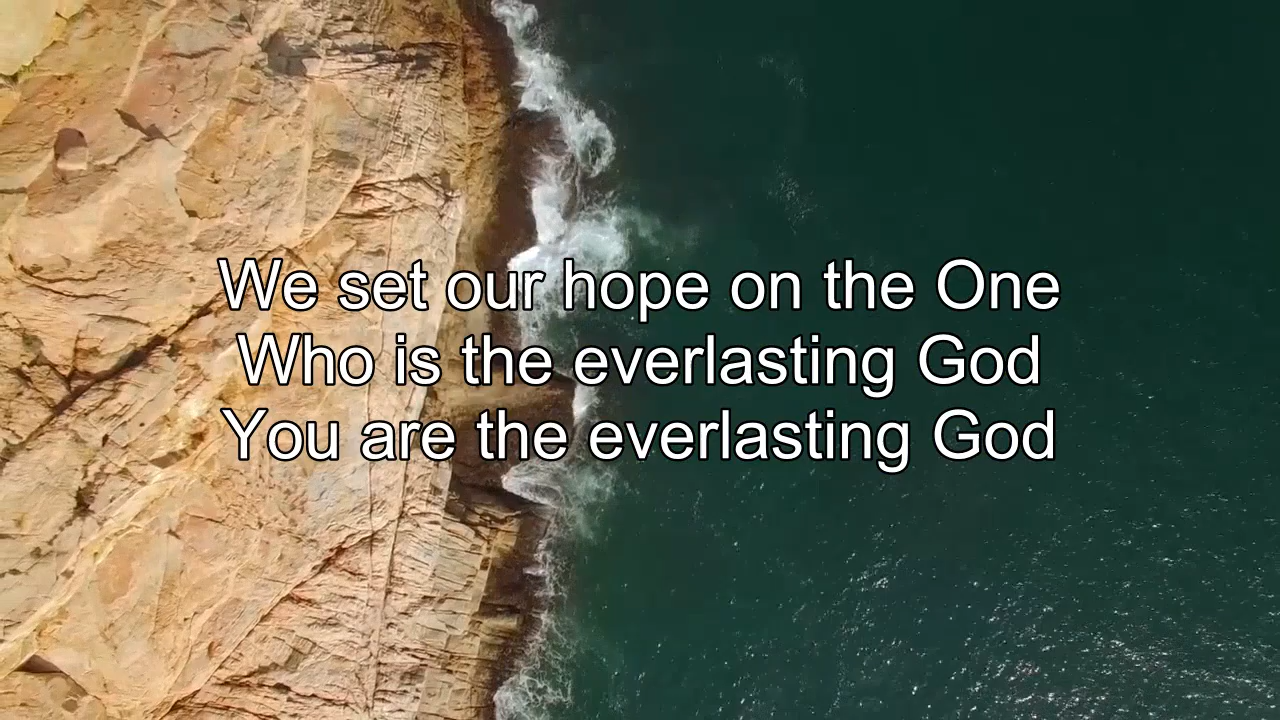 We set our hope on the One
Who is the everlasting God
You are the everlasting God